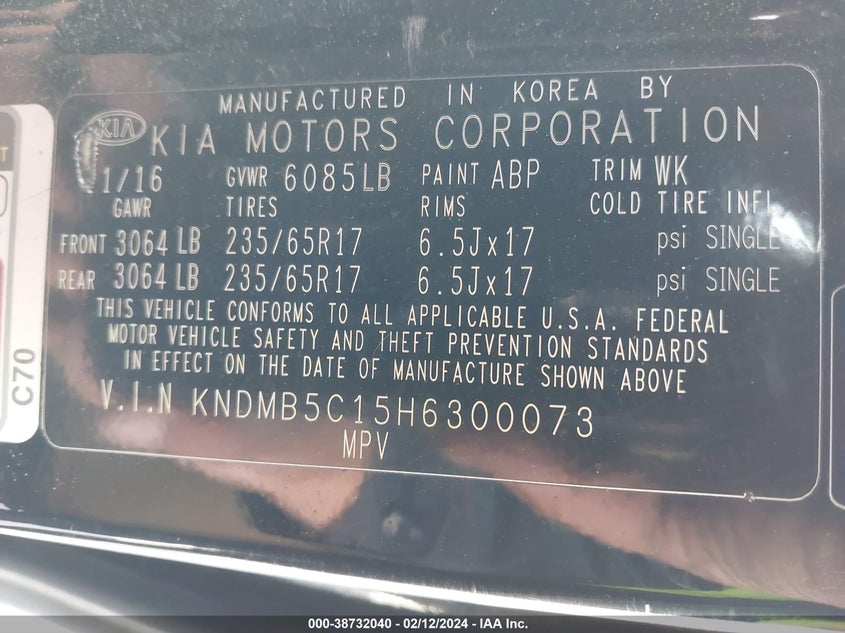 MANUFACTURED IN KOREA BY
KIA KIA MOTORS CORPORATION
1/16 GVWR 6085LB PAINT ABP TRIM WK
GAWR TIRES RIMS COLD TIRE INFL
FRONT 3064 LB 235/65R17 6.5Jx17 psi SINGLE
REAR 3064 LB 235/65R17 6.5Jx17 psi SINGLE
THIS VEHICLE CONFORMS TO ALL APPLICABLE U.S.A. FEDERAL
MOTOR VEHICLE SAFETY AND THEFT PREVENTION STANDARDS
IN EFFECT ON THE DATE OF MANUFACTURE SHOWN ABOVE
V.I.N KNDMB5C15H6300073
MPV
C70
000-38732040 - 02/12/2024 - IAA Inc.